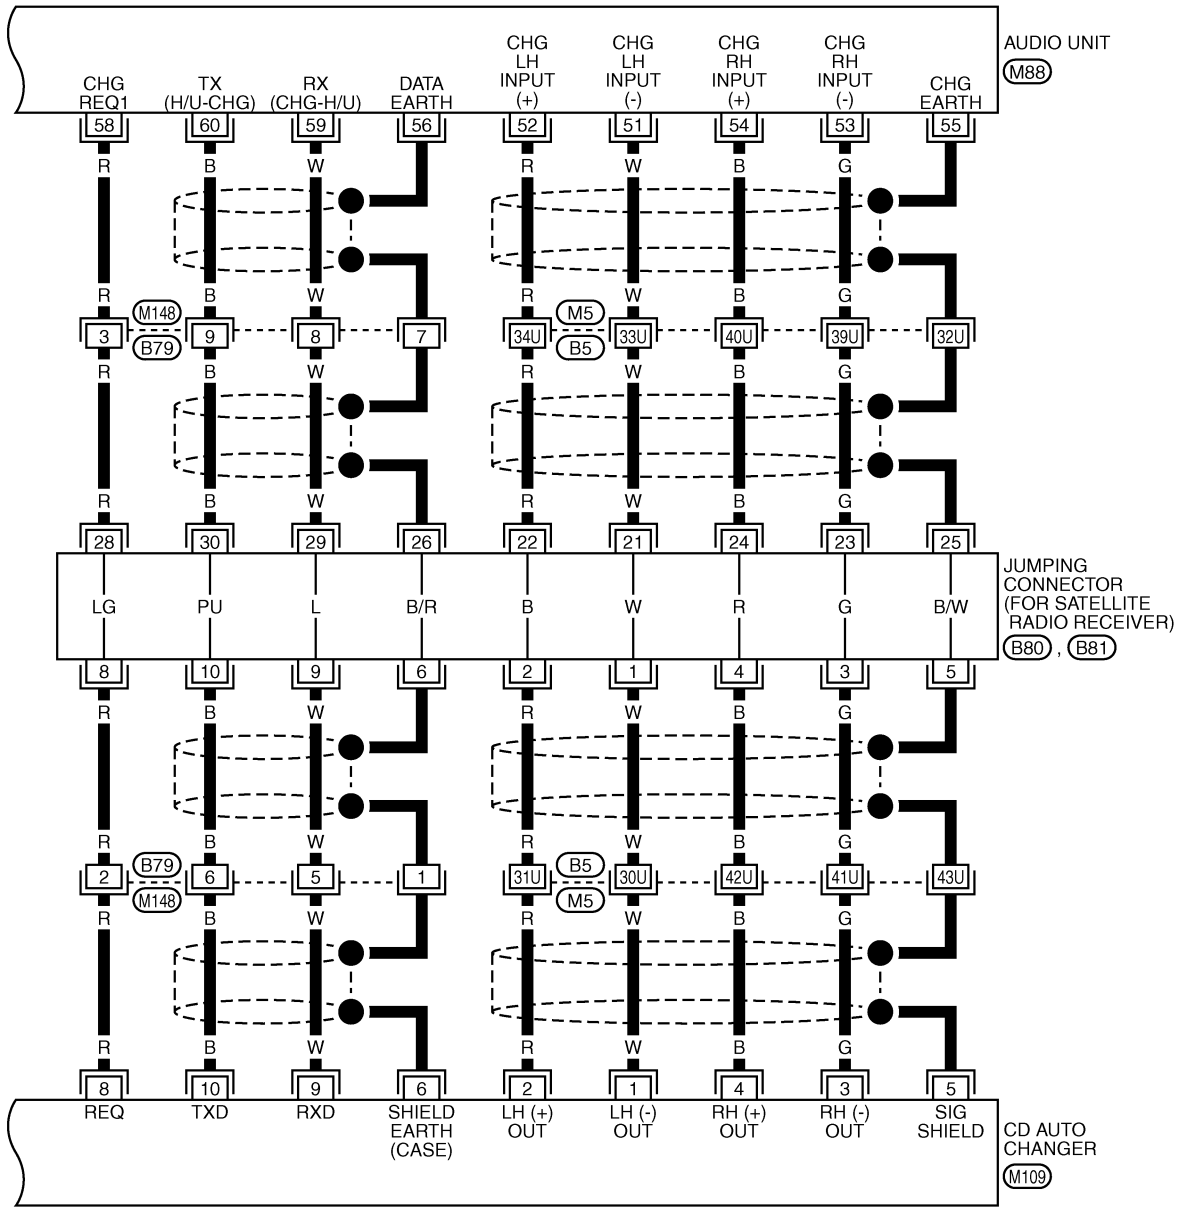 CHG REQ1
TX (H/U-CHG)
RX (CHG-H/U)
DATA EARTH
CHG LH INPUT (+)
CHG LH INPUT (-)
CHG RH INPUT (+)
CHG RH INPUT (-)
CHG EARTH
AUDIO UNIT
M88
58 60 59 56 52 51 54 53 55
R B W R W B G
R B W R W B G
M148 M5
3 9 8 7 34U 33U 40U 39U 32U
B79 B5
R B W R W B G
R B W R W B G
28 30 29 26 22 21 24 23 25
JUMPING
CONNECTOR
(FOR SATELLITE
RADIO RECEIVER)
B80 , B81
LG PU L B/R B W R G B/W
8 10 9 6 2 1 4 3 5
R B W R W B G
R B W R W B G
B79 B5
2 6 5 1 31U 30U 42U 41U 43U
M148 M5
R B W R W B G
R B W R W B G
8 10 9 6 2 1 4 3 5
REQ
TXD
RXD
SHIELD EARTH (CASE)
LH (+) OUT
LH (-) OUT
RH (+) OUT
RH (-) OUT
SIG SHIELD
CD AUTO
CHANGER
M109